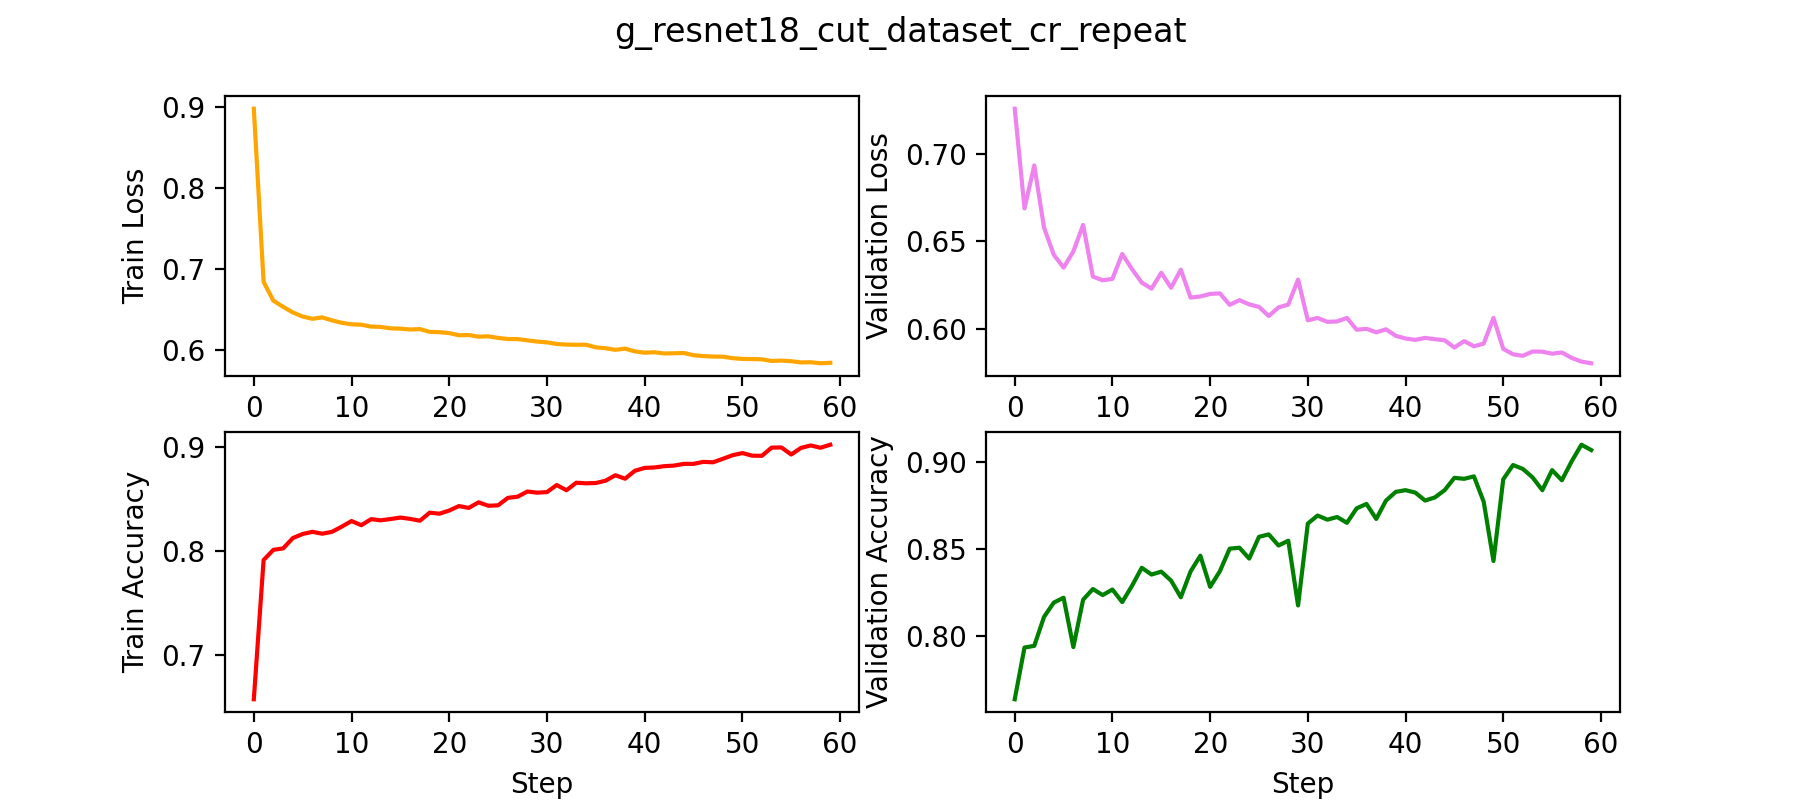 g_resnet18_cut_dataset_cr_repeat
Train Loss
0.9
0.8
0.7
0.6
0 10 20 30 40 50 60
Validation Loss
0.70
0.65
0.60
0 10 20 30 40 50 60
Train Accuracy
0.9
0.8
0.7
0 10 20 30 40 50 60
Step
Validation Accuracy
0.90
0.85
0.80
0 10 20 30 40 50 60
Step